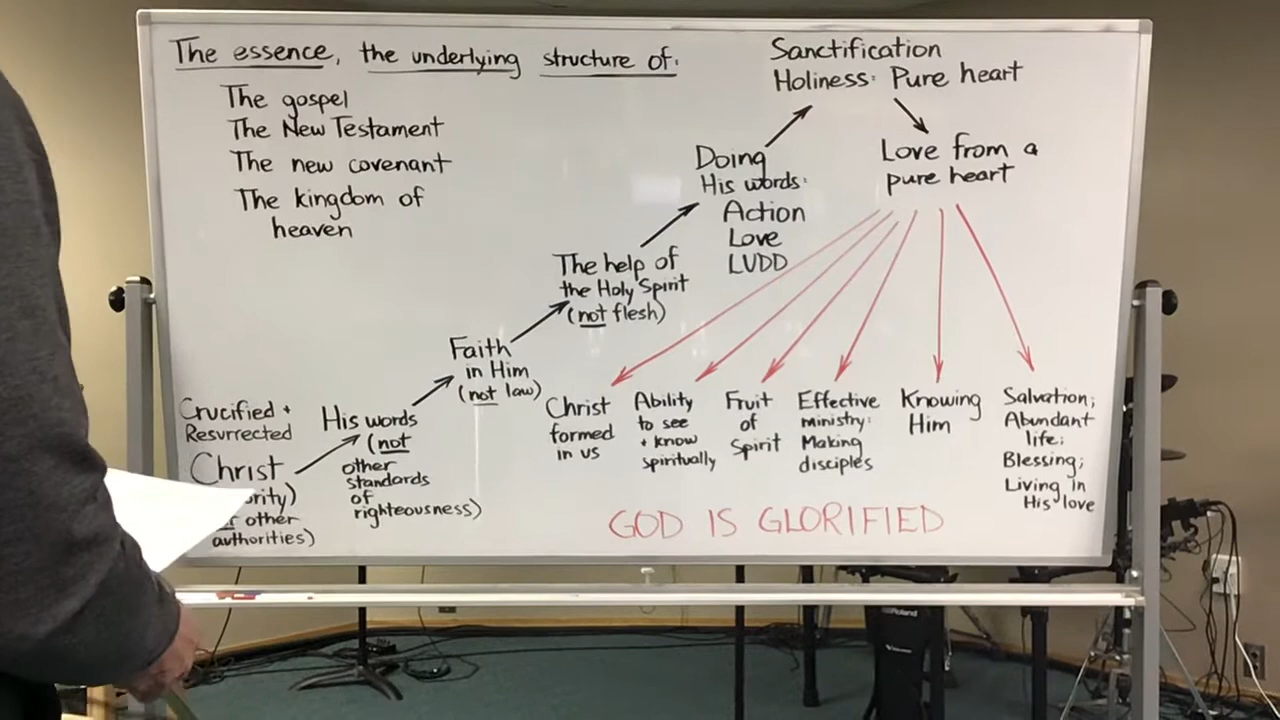 The essence, the underlying structure of:
The gospel
The New Testament
The new covenant
The kingdom of
heaven
Crucified +
Resurrected
Christ
other
authorities)
His words
(not
other
standards
of
righteousness)
Faith
in Him
(not law)
The help of
the Holy Spirit
(not flesh)
Doing
His words:
Action
Love
LUDD
Sanctification
Holiness: Pure heart
Love from a
pure heart
Christ
formed
in us
Ability
to see
+ know
spiritually
Fruit
of
Spirit
Effective
ministry:
Making
disciples
Knowing
Him
Salvation;
Abundant
life;
Blessing;
Living in
His love
GOD IS GLORIFIED
Roland